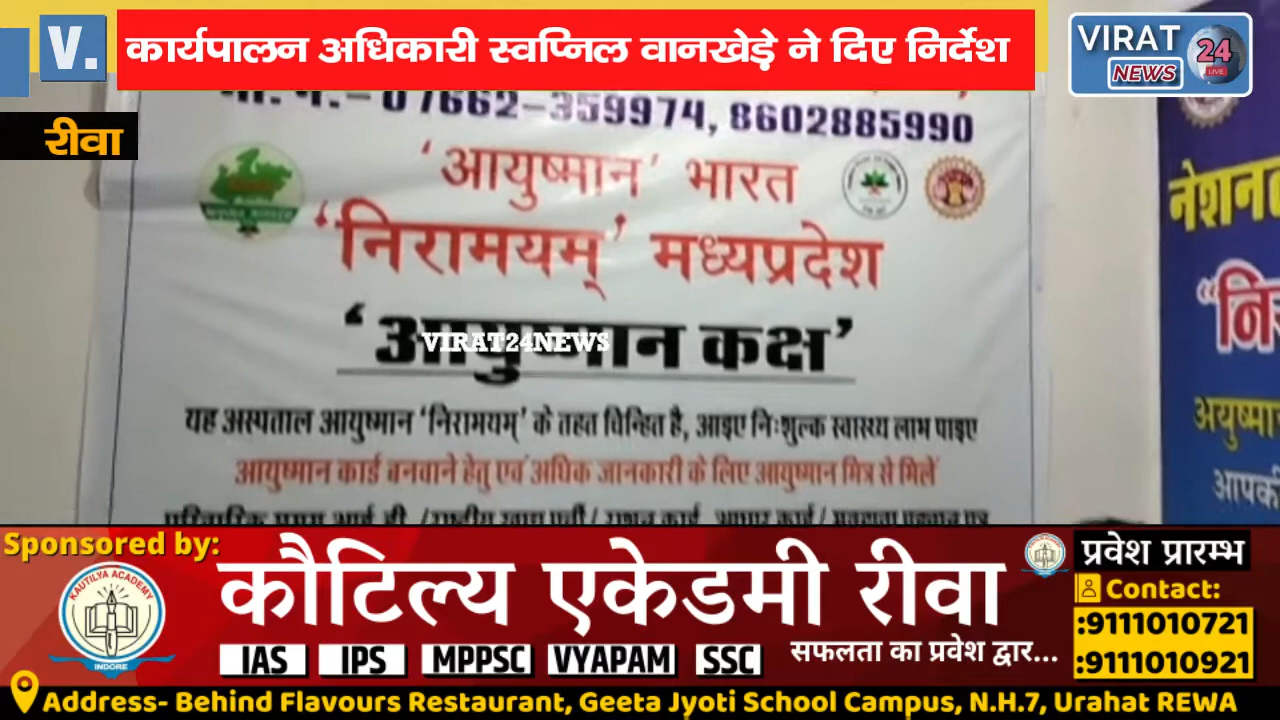 V.
कार्यपालन अधिकारी स्वप्निल वानखेड़े ने दिए निर्देश
VIRAT
24
LIVE
NEWS
रीवा
07662-359974, 8602885990
'आयुष्मान' भारत
'निरामयम्' मध्यप्रदेश
'आयुष्मान कक्ष'
VIRAT24NEWS
यह अस्पताल आयुष्मान 'निरामयम्' के तहत चिन्हित है, आइए निःशुल्क स्वास्थ्य लाभ पाइए
आयुष्मान कार्ड बनवाने हेतु एवं अधिक जानकारी के लिए आयुष्मान मित्र से मिलें
Sponsored by:
KAUTILYA ACADEMY
INDORE
कौटिल्य एकेडमी रीवा
IAS IPS MPPSC VYAPAM SSC
सफलता का प्रवेश द्वार...
प्रवेश प्रारम्भ
Contact:
:9111010721
:9111010921
Address- Behind Flavours Restaurant, Geeta Jyoti School Campus, N.H.7, Urahat REWA